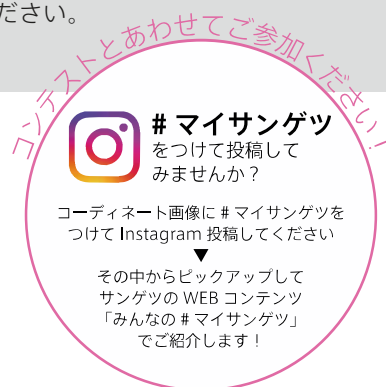 ださい。
コンテストとあわせてご参加ください！
#マイサンゲツ
をつけて投稿して
みませんか？
コーディネート画像に#マイサンゲツを
つけて Instagram 投稿してください
▼
その中からピックアップして
サンゲツの WEB コンテンツ
「みんなの#マイサンゲツ」
でご紹介します！